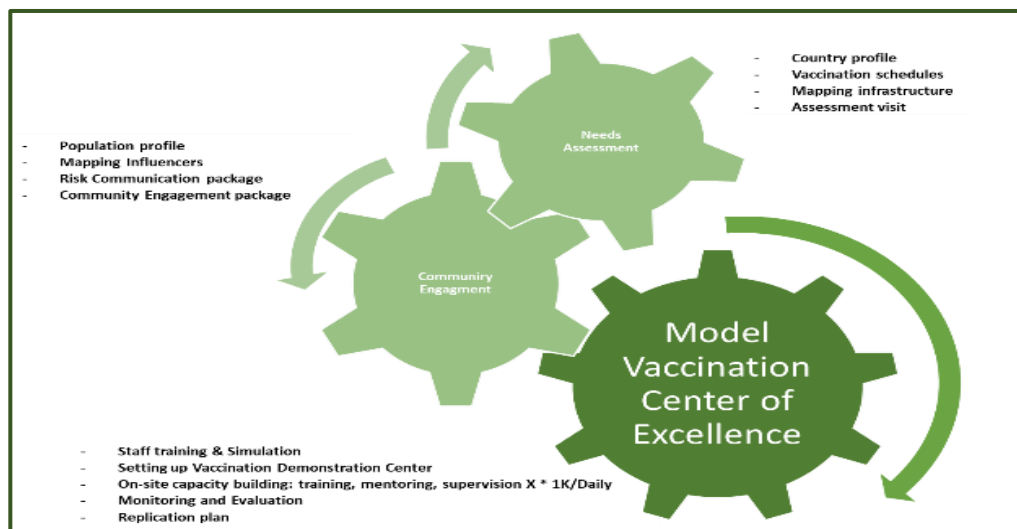 - Country profile
- Vaccination schedules
- Mapping infrastructure
- Assessment visit
Needs
Assessment
- Population profile
- Mapping Influencers
- Risk Communication package
- Community Engagement package
Communiry
Engagment
Model
Vaccination
Center of
Excellence
- Staff training & Simulation
- Setting up Vaccination Demonstration Center
- On-site capacity building: training, mentoring, supervision X * 1K/Daily
- Monitoring and Evaluation
- Replication plan